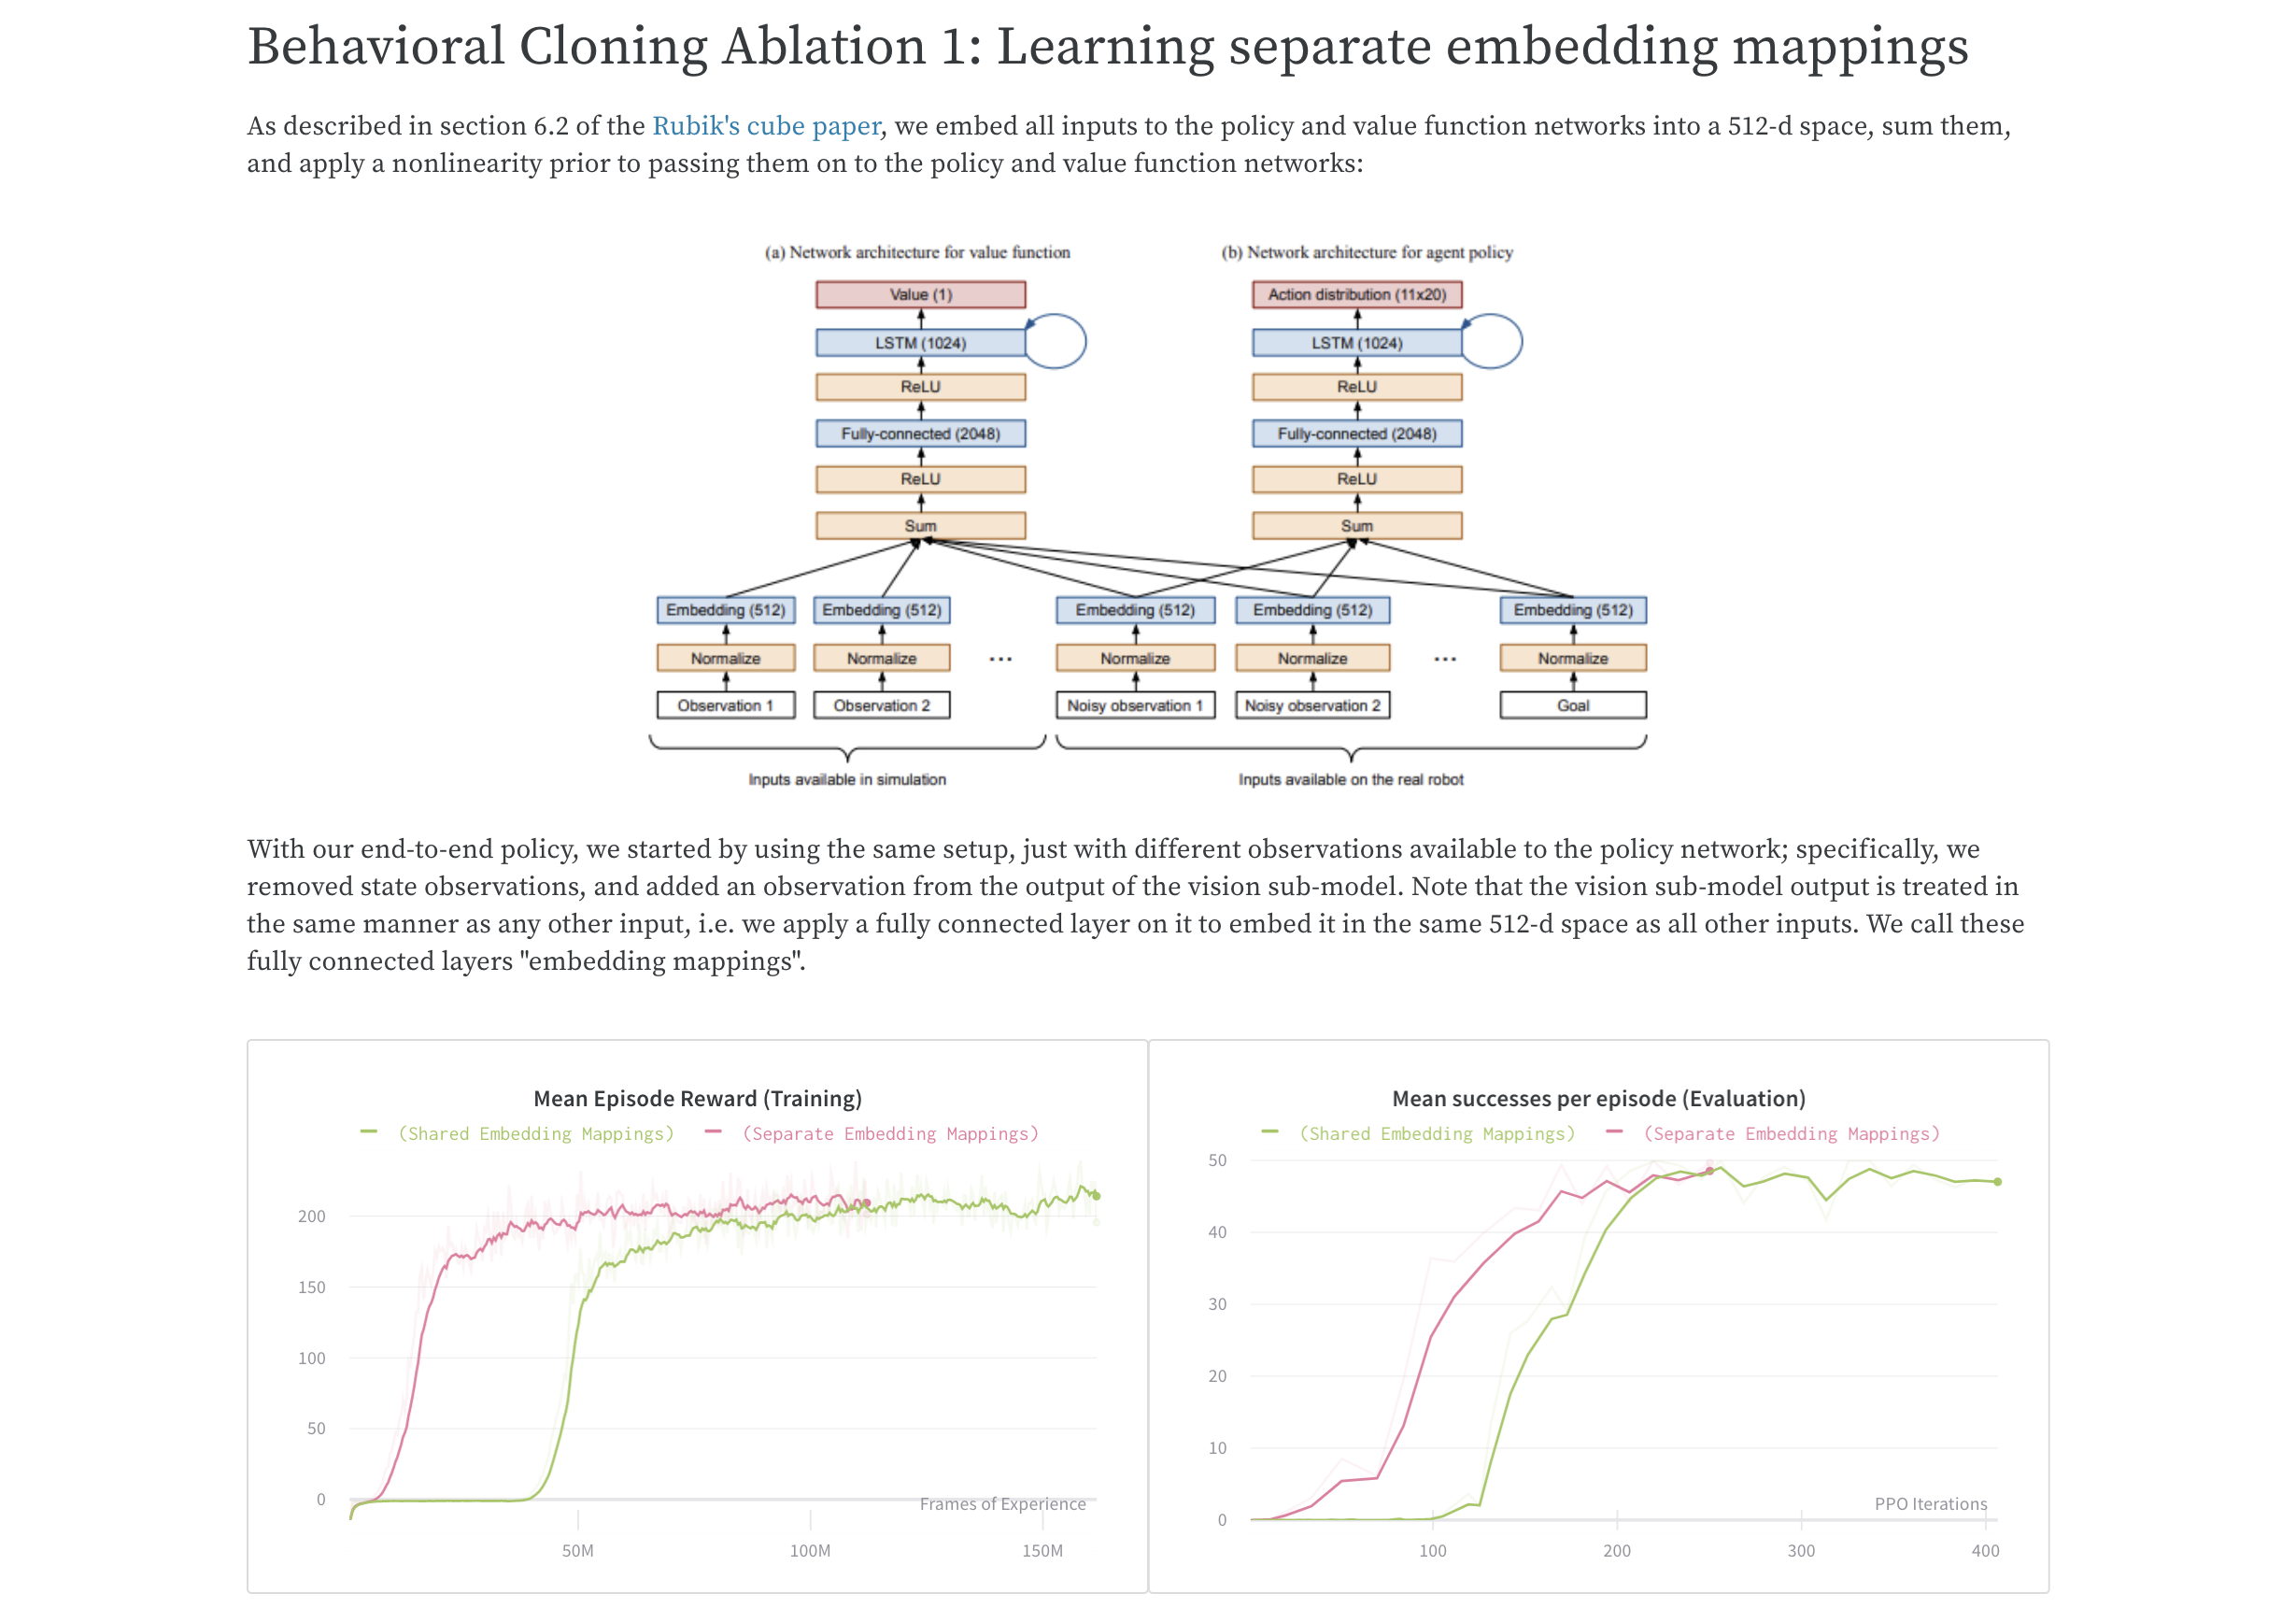 Behavioral Cloning Ablation 1: Learning separate embedding mappings
As described in section 6.2 of the Rubik's cube paper, we embed all inputs to the policy and value function networks into a 512-d space, sum them,
and apply a nonlinearity prior to passing them on to the policy and value function networks:
(a) Network architecture for value function
(b) Network architecture for agent policy
Value (1)
Action distribution (11x20)
LSTM (1024)
LSTM (1024)
ReLU
ReLU
Fully-connected (2048)
Fully-connected (2048)
ReLU
ReLU
Sum
Sum
Embedding (512)
Embedding (512)
Embedding (512)
Embedding (512)
Embedding (512)
Normalize
Normalize
...
Normalize
Normalize
...
Normalize
Observation 1
Observation 2
Noisy observation 1
Noisy observation 2
Goal
Inputs available in simulation
Inputs available on the real robot
With our end-to-end policy, we started by using the same setup, just with different observations available to the policy network; specifically, we
removed state observations, and added an observation from the output of the vision sub-model. Note that the vision sub-model output is treated in
the same manner as any other input, i.e. we apply a fully connected layer on it to embed it in the same 512-d space as all other inputs. We call these
fully connected layers "embedding mappings".
Mean Episode Reward (Training)
(Shared Embedding Mappings)
(Separate Embedding Mappings)
200
150
100
50
0
Frames of Experience
50M
100M
150M
Mean successes per episode (Evaluation)
(Shared Embedding Mappings)
(Separate Embedding Mappings)
50
40
30
20
10
0
PPO Iterations
100
200
300
400